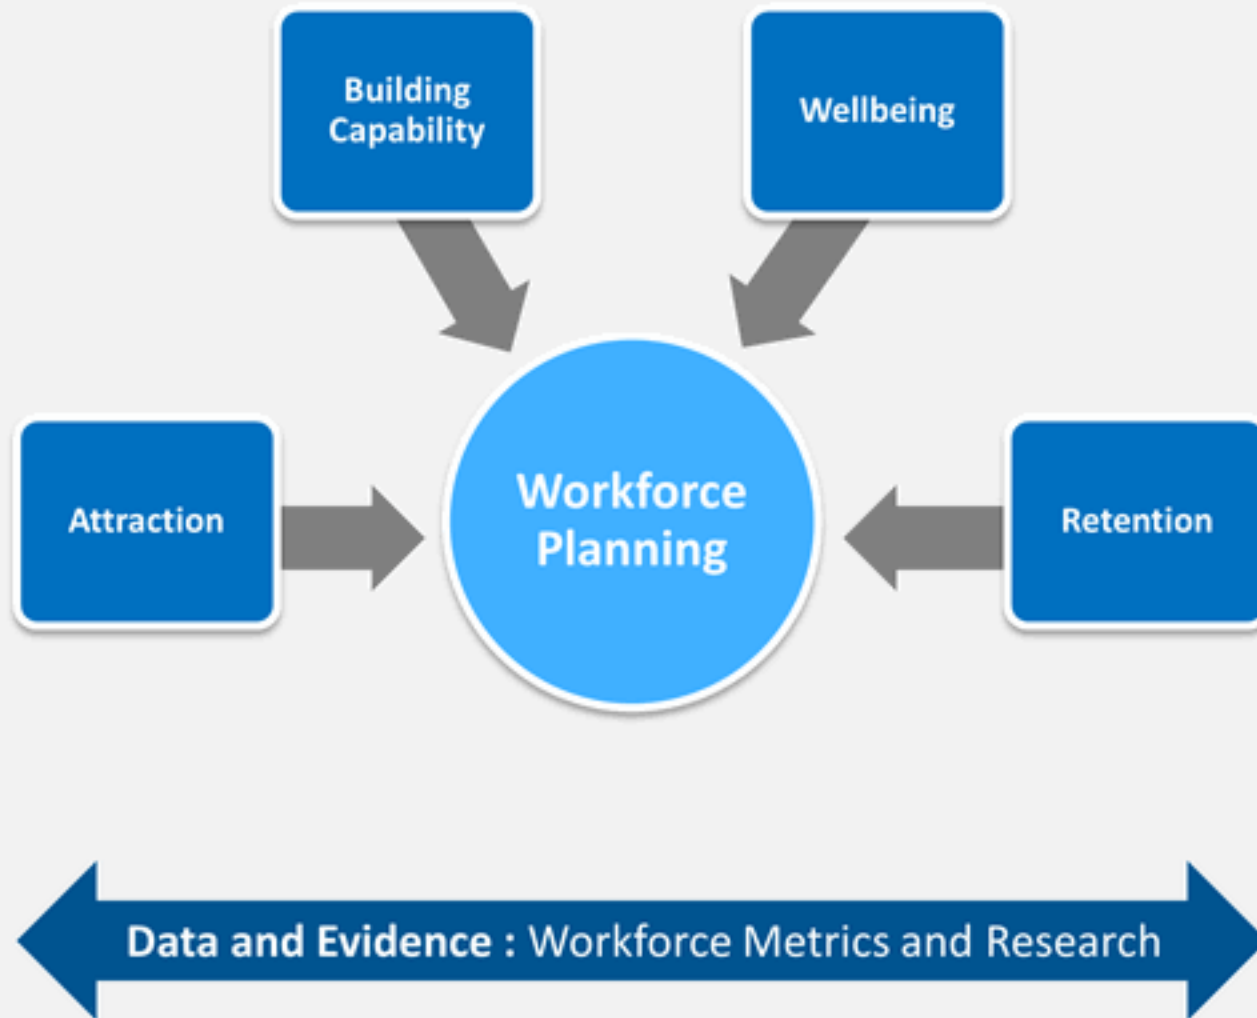 Building
Capability
Wellbeing
Attraction
Workforce
Planning
Retention
Data and Evidence : Workforce Metrics and Research